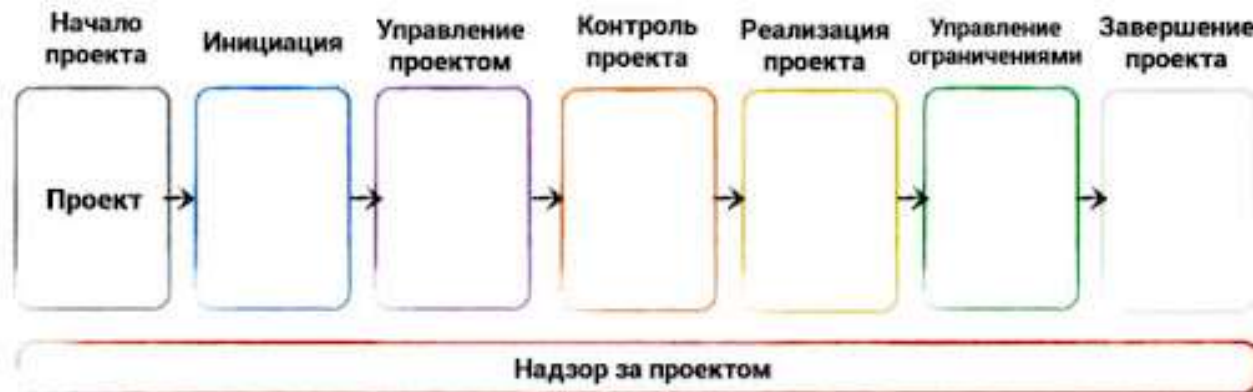 Начало
проекта
Инициация
Управление
проектом
Контроль
проекта
Реализация
проекта
Управление
ограничениями
Завершение
проекта
Проект
Надзор за проектом